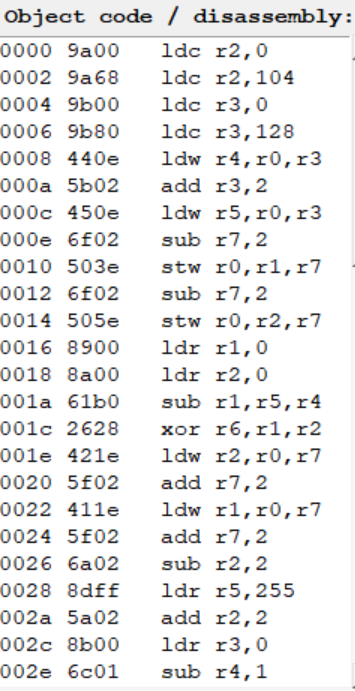 Object code / disassembly:
0000 9a00 ldc r2,0
0002 9a68 ldc r2,104
0004 9b00 ldc r3,0
0006 9b80 ldc r3,128
0008 440e ldw r4,r0,r3
000a 5b02 add r3,2
000c 450e ldw r5,r0,r3
000e 6f02 sub r7,2
0010 503e stw r0,r1,r7
0012 6f02 sub r7,2
0014 505e stw r0,r2,r7
0016 8900 ldr r1,0
0018 8a00 ldr r2,0
001a 61b0 sub r1,r5,r4
001c 2628 xor r6,r1,r2
001e 421e ldw r2,r0,r7
0020 5f02 add r7,2
0022 411e ldw r1,r0,r7
0024 5f02 add r7,2
0026 6a02 sub r2,2
0028 8dff ldr r5,255
002a 5a02 add r2,2
002c 8b00 ldr r3,0
002e 6c01 sub r4,1